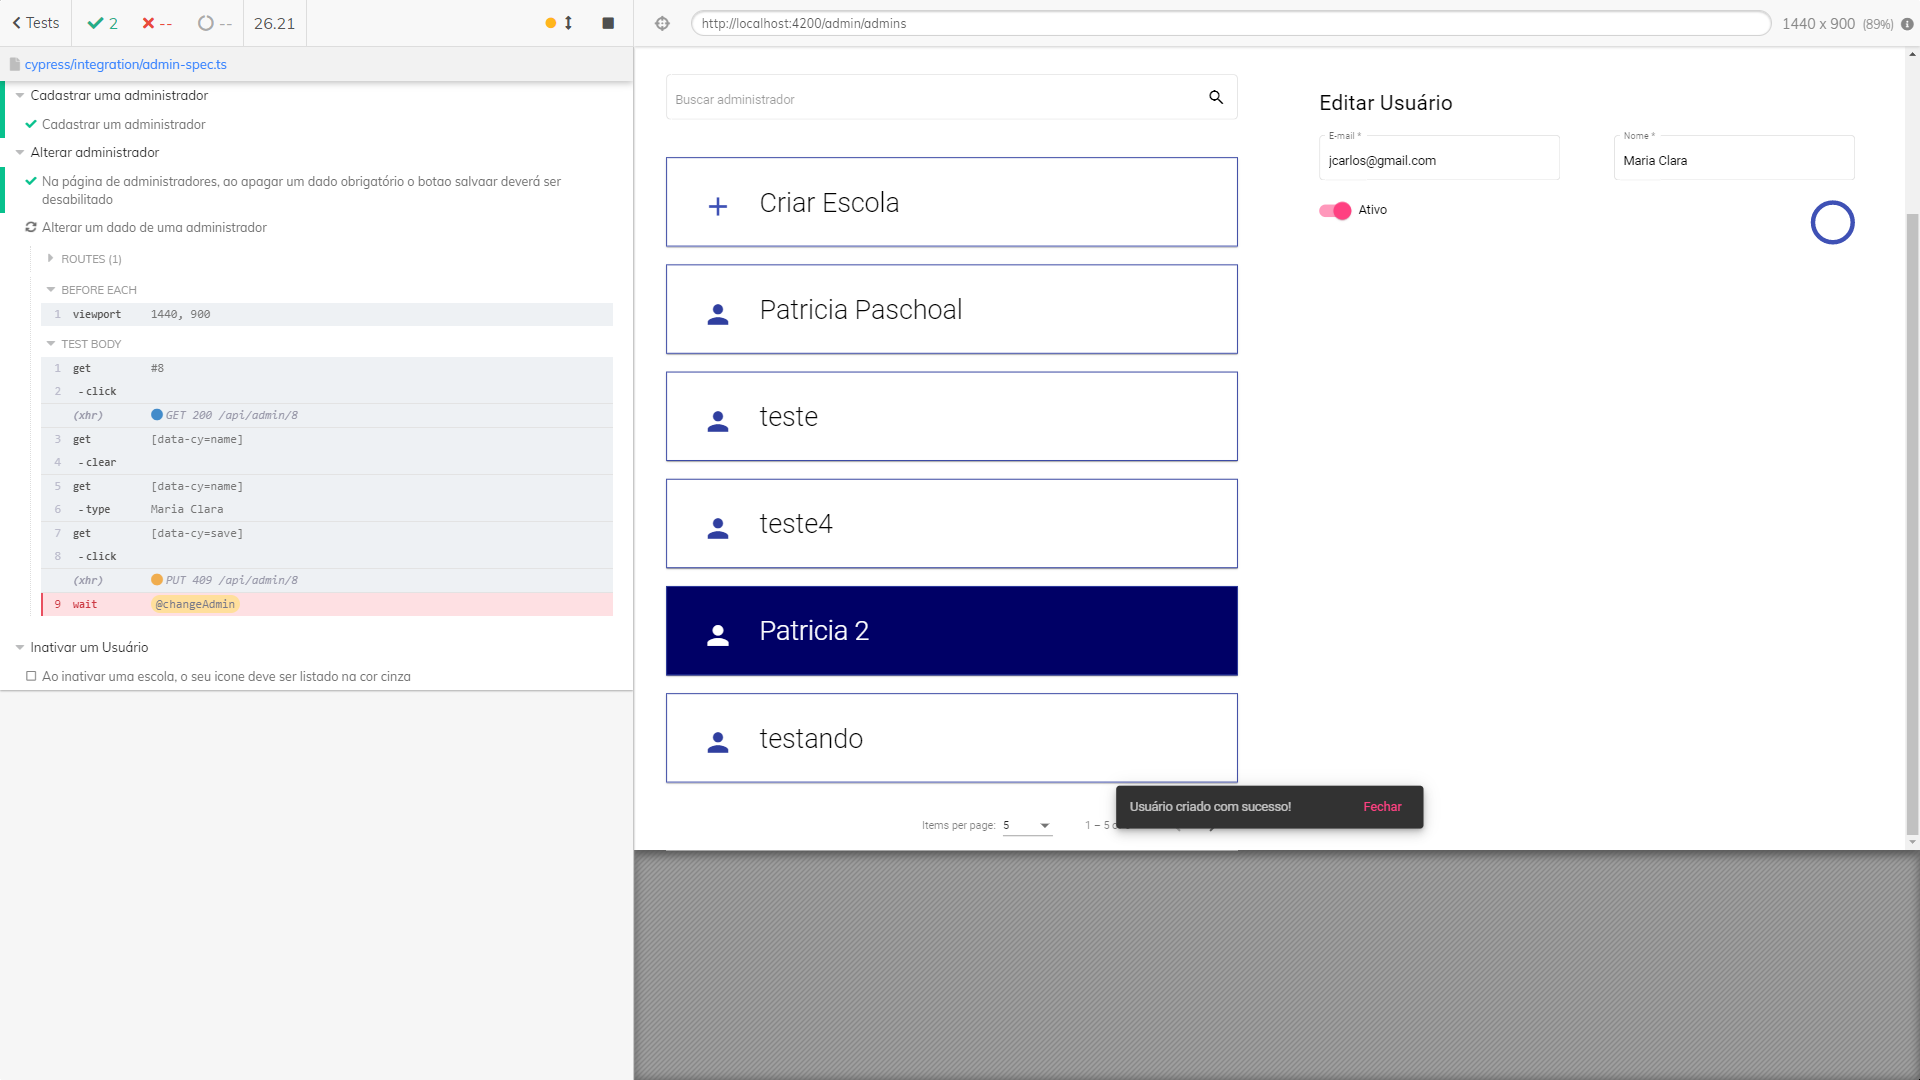 Tests
2
--
--
26.21
cypress/integration/admin-spec.ts
Cadastrar uma administrador
Cadastrar um administrador
Alterar administrador
Na página de administradores, ao apagar um dado obrigatório o botao salvaar deverá ser
desabilitado
Alterar um dado de uma administrador
ROUTES (1)
BEFORE EACH
1 viewport 1440, 900
TEST BODY
1 get #8
2 -click
(xhr) GET 200 /api/admin/8
3 get [data-cy=name]
4 -clear
5 get [data-cy=name]
6 -type Maria Clara
7 get [data-cy=save]
8 -click
(xhr) PUT 409 /api/admin/8
9 wait @changeAdmin
Inativar um Usuário
Ao inativar uma escola, o seu icone deve ser listado na cor cinza
http://localhost:4200/admin/admins
1440 x 900 (89%)
Buscar administrador
Criar Escola
Patricia Paschoal
teste
teste4
Patricia 2
testando
Items per page: 5
1 – 5
Usuário criado com sucesso!
Fechar
Editar Usuário
E-mail *
jcarlos@gmail.com
Nome *
Maria Clara
Ativo